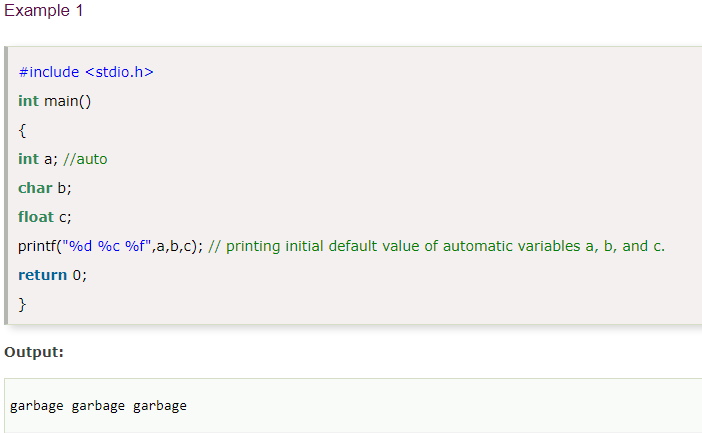 Example 1
#include <stdio.h>
int main()
{
int a; //auto
char b;
float c;
printf("%d %c %f",a,b,c); // printing initial default value of automatic variables a, b, and c.
return 0;
}
Output:
garbage garbage garbage